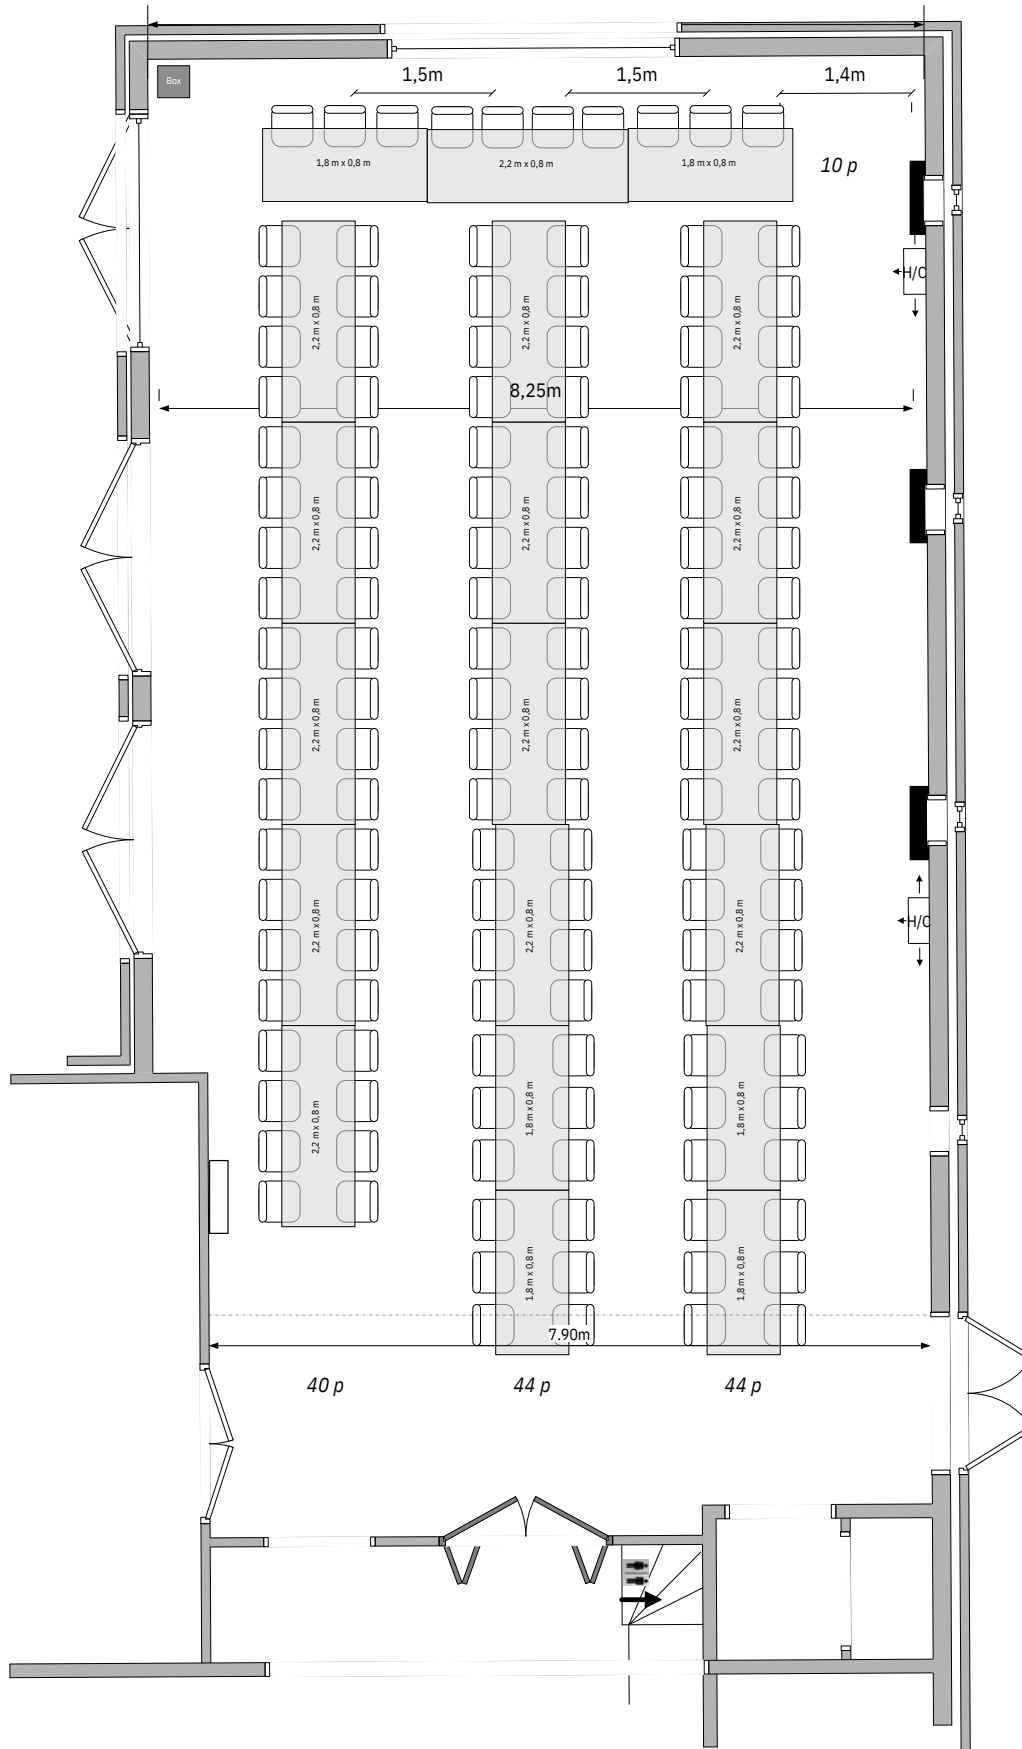 1,5m 1,5m 1,4m
Box
1,8 m x 0,8 m 2,2 m x 0,8 m 1,8 m x 0,8 m 10 p
H/C
2,2 m x 0,8 m 2,2 m x 0,8 m 2,2 m x 0,8 m
8,25m
2,2 m x 0,8 m 2,2 m x 0,8 m 2,2 m x 0,8 m
2,2 m x 0,8 m 2,2 m x 0,8 m 2,2 m x 0,8 m
2,2 m x 0,8 m 2,2 m x 0,8 m 2,2 m x 0,8 m
H/C
2,2 m x 0,8 m 1,8 m x 0,8 m 1,8 m x 0,8 m
1,8 m x 0,8 m 1,8 m x 0,8 m
7.90m
40 p 44 p 44 p